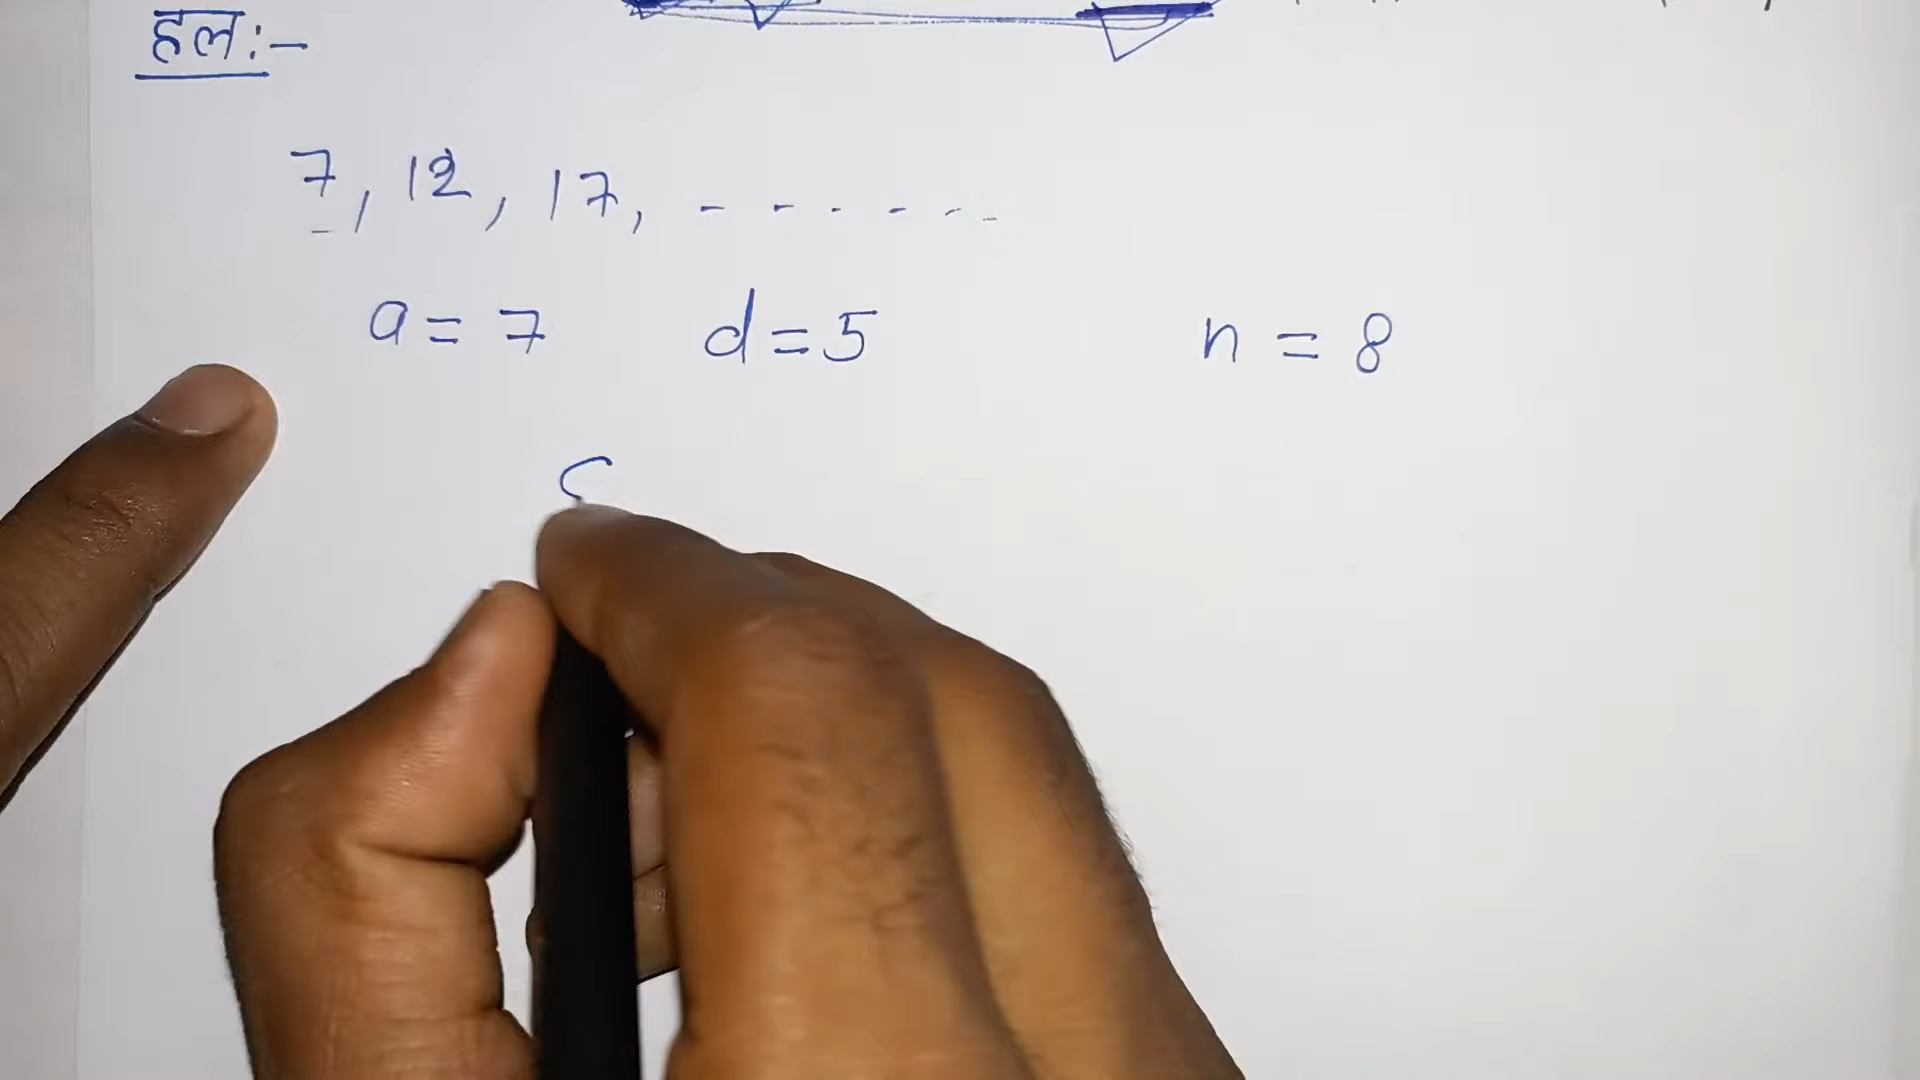 हल:-
7, 12, 17, - - - - - -
a = 7 d = 5 n = 8